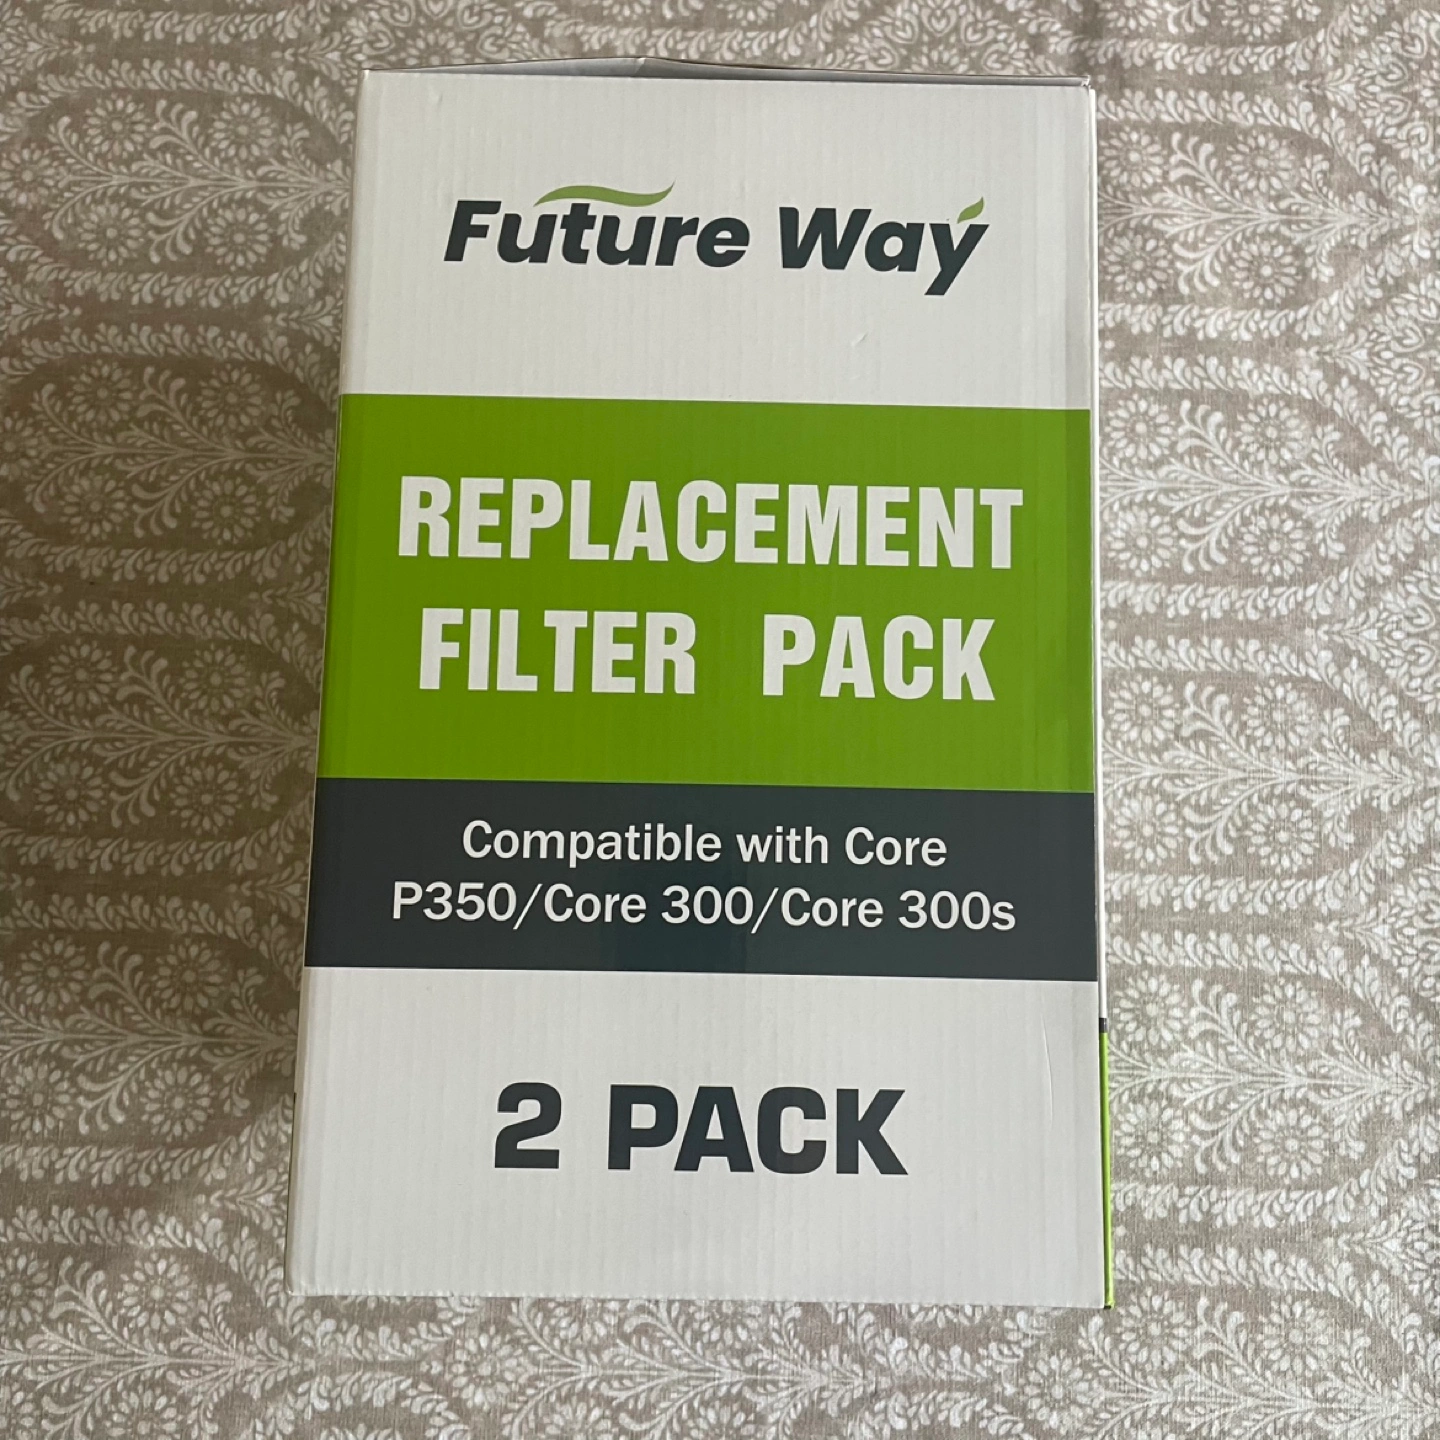 Future Way
REPLACEMENT
FILTER PACK
Compatible with Core
P350/Core 300/Core 300s
2 PACK